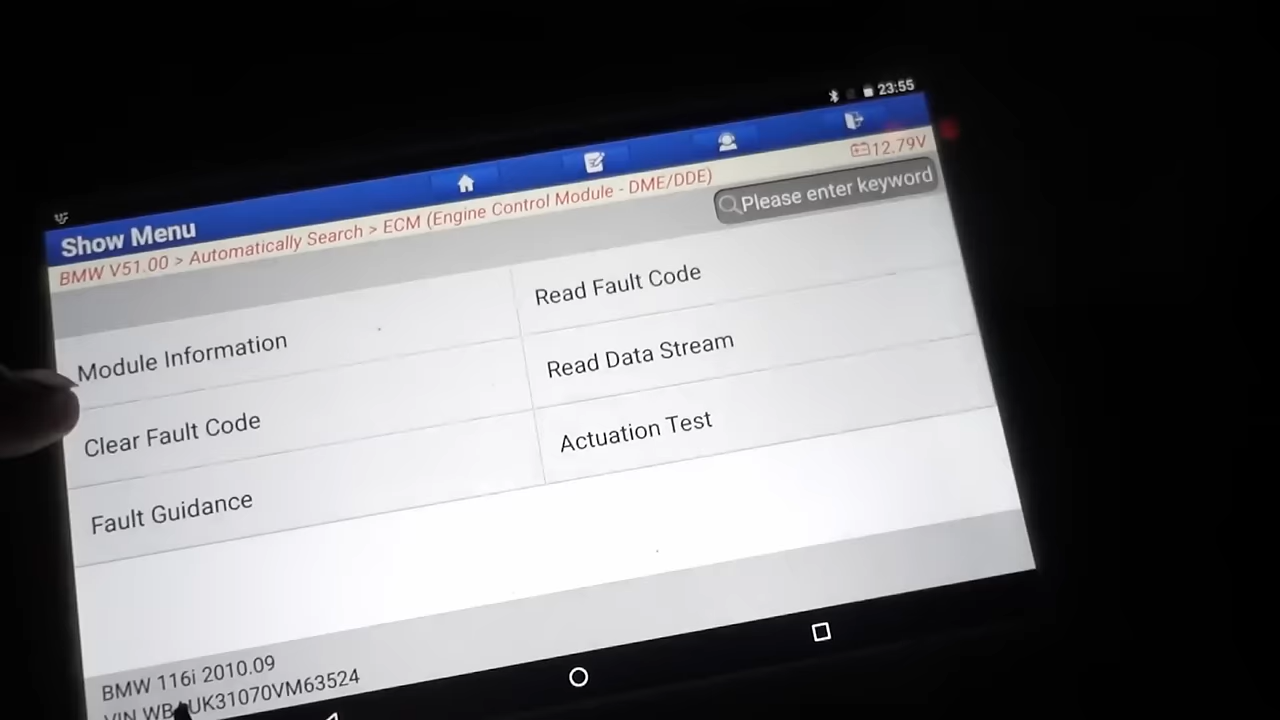 23:55
Show Menu
12.79V
BMW V51.00 > Automatically Search > ECM (Engine Control Module - DME/DDE)
Please enter keyword
Module Information
Read Fault Code
Clear Fault Code
Read Data Stream
Fault Guidance
Actuation Test
BMW 116i 2010.09
VIN